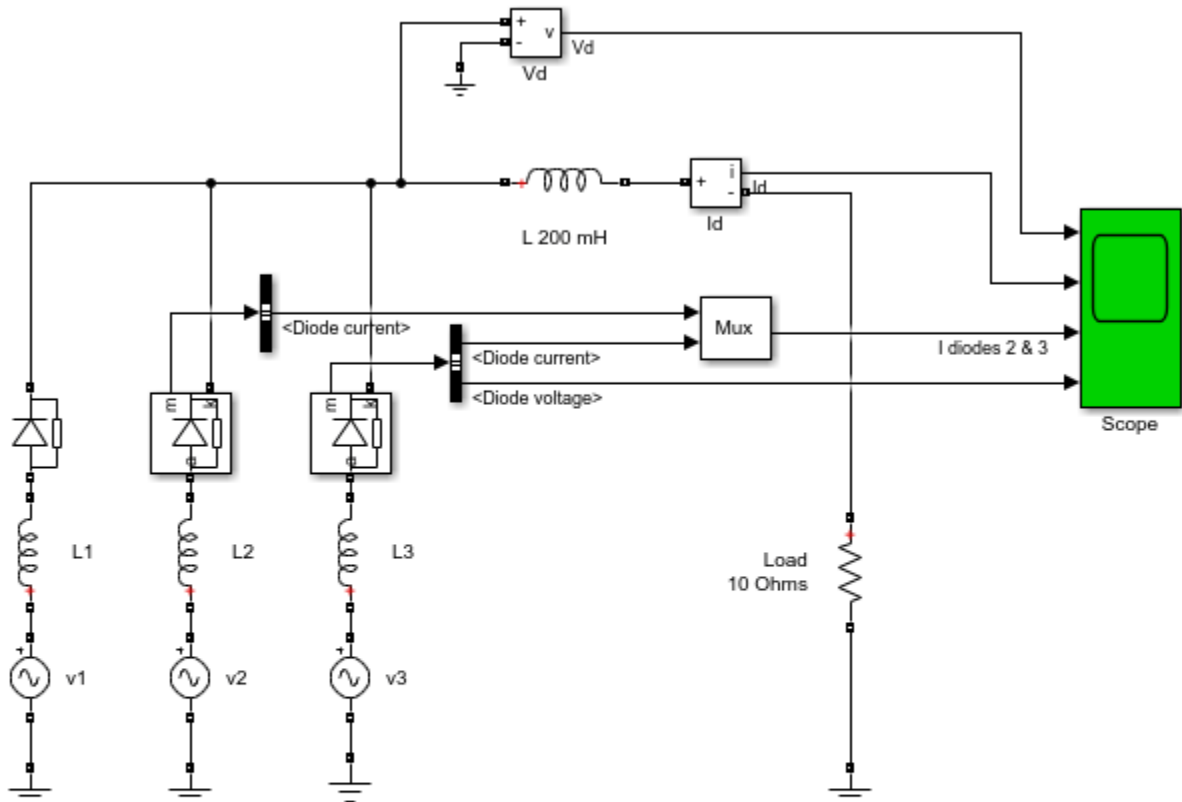 +
-
v
Vd
Vd
+
i
-
Id
Id
L 200 mH
<Diode current>
Mux
<Diode current>
I diodes 2 & 3
<Diode voltage>
Scope
m
k
a
m
k
a
L1
L2
L3
Load
10 Ohms
+
v1
+
v2
+
v3